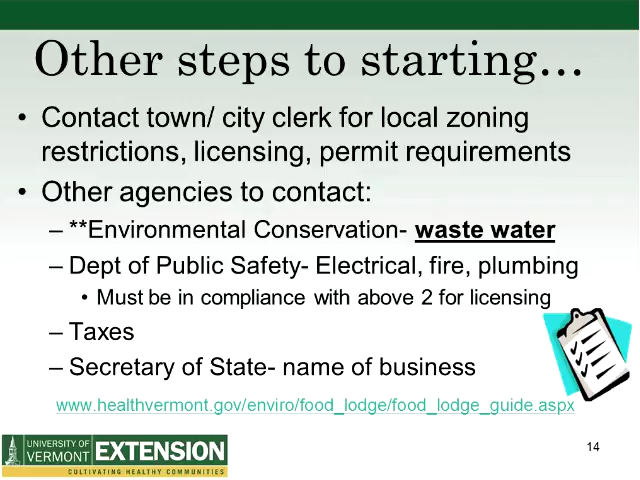 Other steps to starting...
• Contact town/ city clerk for local zoning
restrictions, licensing, permit requirements
• Other agencies to contact:
– **Environmental Conservation- waste water
– Dept of Public Safety- Electrical, fire, plumbing
• Must be in compliance with above 2 for licensing
– Taxes
– Secretary of State- name of business
www.healthvermont.gov/enviro/food_lodge/food_lodge_guide.aspx
UNIVERSITY OF
VERMONT EXTENSION
CULTIVATING HEALTHY COMMUNITIES
14